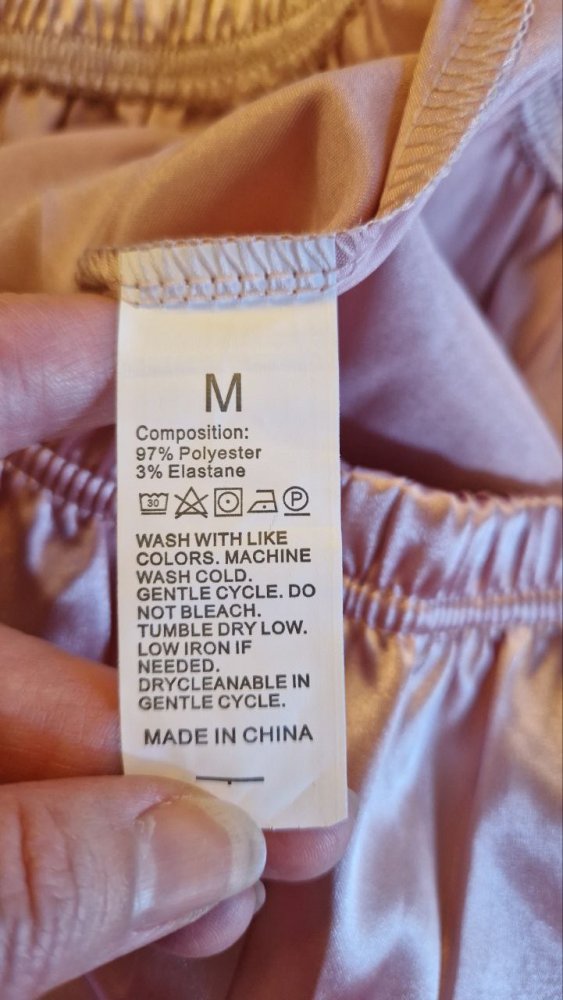 M
Composition:
97% Polyester
3% Elastane
30 P
WASH WITH LIKE
COLORS. MACHINE
WASH COLD.
GENTLE CYCLE. DO
NOT BLEACH.
TUMBLE DRY LOW.
LOW IRON IF
NEEDED.
DRYCLEANABLE IN
GENTLE CYCLE.
MADE IN CHINA